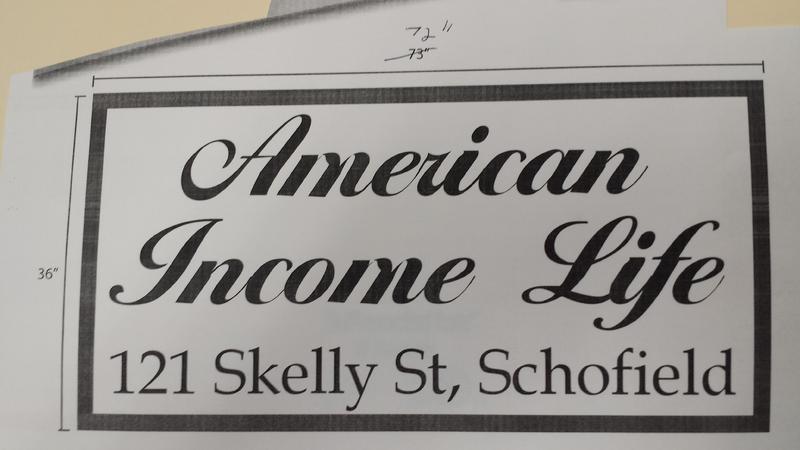 72"
73"
American
36"
Income Life
121 Skelly St, Schofield